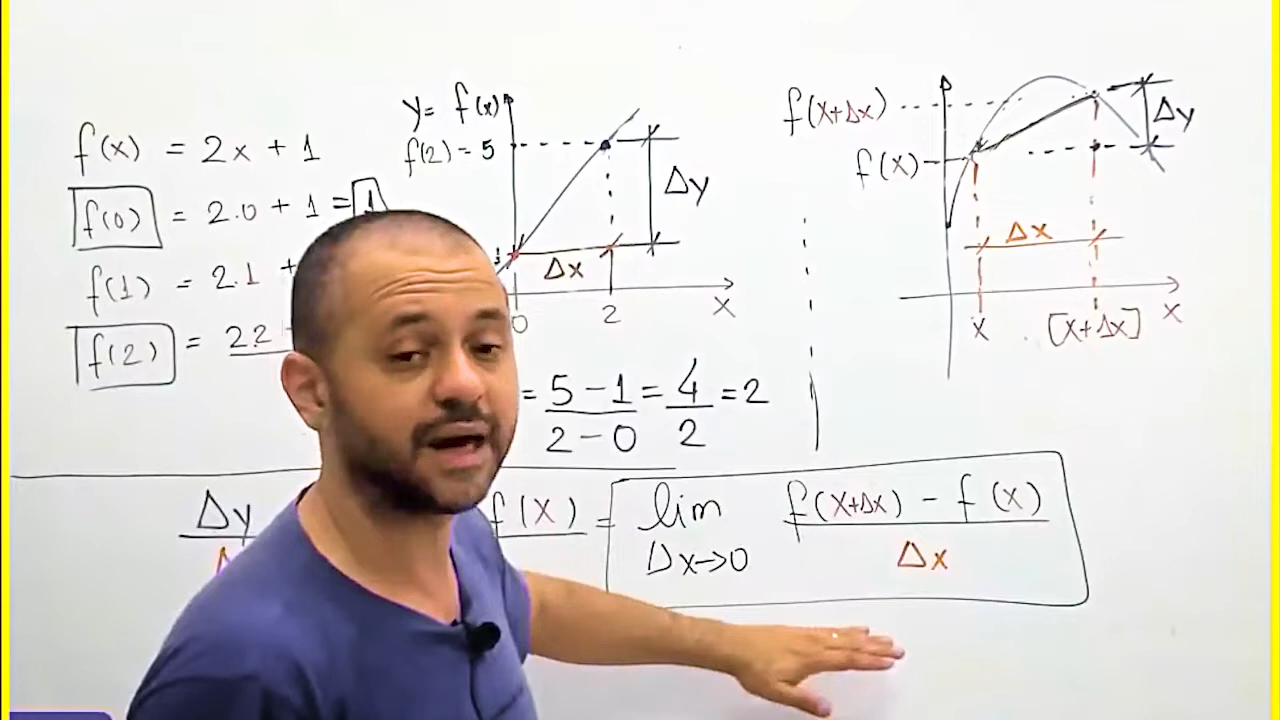 f(x) = 2x + 1
f(0) = 2.0 + 1 = 1
f(1) = 2.1 +
f(2) = 2.2
y = f(x)
f(2) = 5
Δy
1
Δx
0
2
x
= 5 - 1 = 4 = 2
2 - 0 2
f(x+Δx)
f(x)
Δy
Δx
x
[x+Δx]
x
Δy f(x) = lim f(x+Δx) - f(x)
Δx→0 Δx